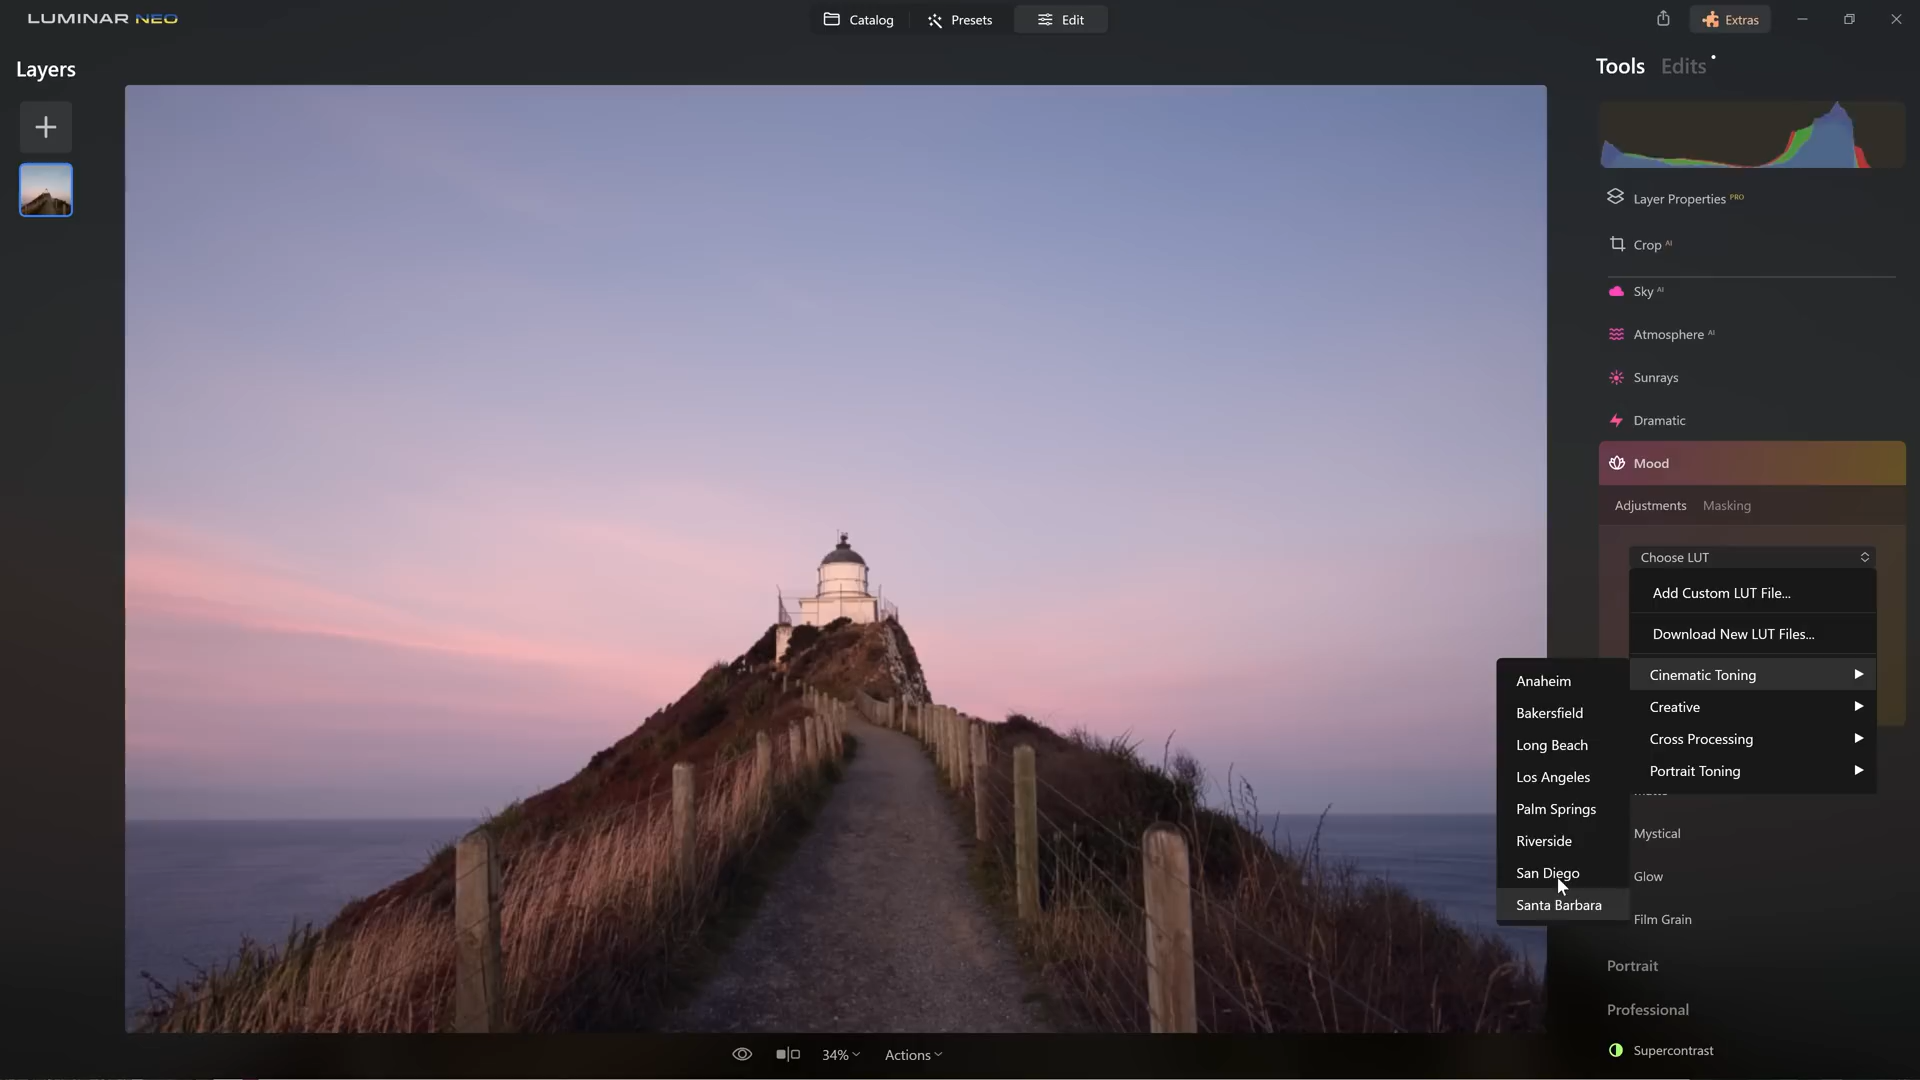 LUMINAR NEO
Catalog
Presets
Edit
Extras
Layers
Tools
Edits
Layer Properties PRO
Crop AI
Sky AI
Atmosphere AI
Sunrays
Dramatic
Mood
Adjustments
Masking
Choose LUT
Add Custom LUT File...
Download New LUT Files...
Cinematic Toning
Creative
Cross Processing
Portrait Toning
Anaheim
Bakersfield
Long Beach
Los Angeles
Palm Springs
Riverside
San Diego
Santa Barbara
Mystical
Glow
Film Grain
Portrait
Professional
Supercontrast
34%
Actions